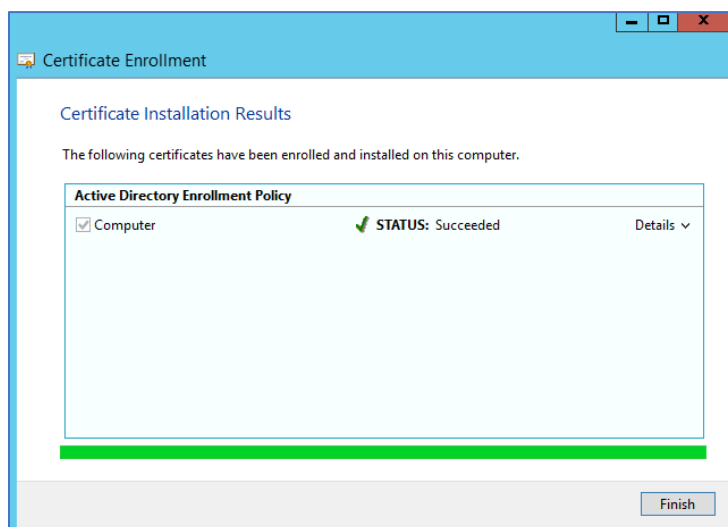 Certificate Enrollment
Certificate Installation Results
The following certificates have been enrolled and installed on this computer.
Active Directory Enrollment Policy
Computer STATUS: Succeeded Details
Finish